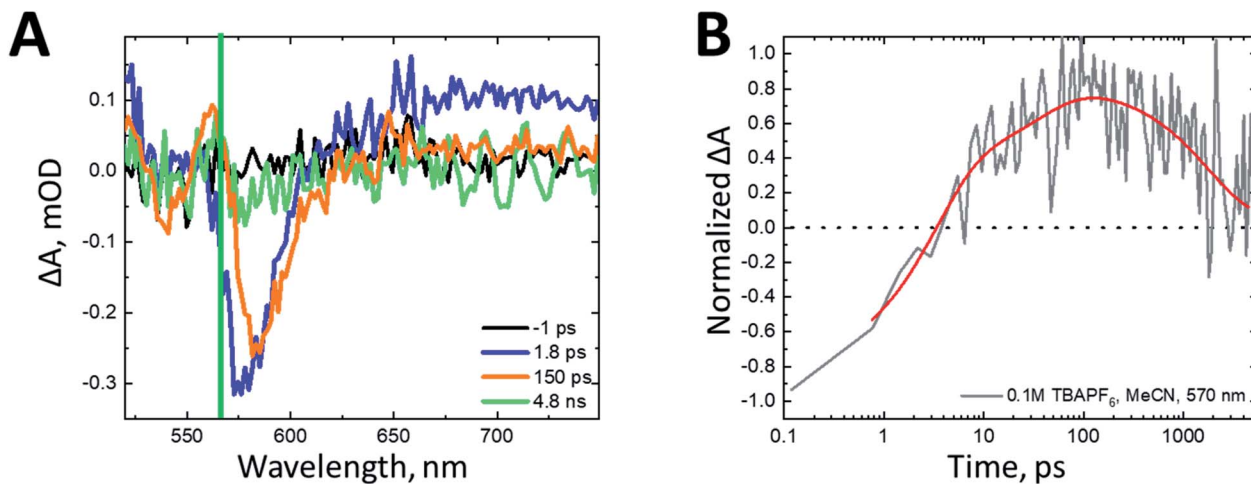 A
ΔA, mOD
0.1
0.0
-0.1
-0.2
-0.3
-1 ps
1.8 ps
150 ps
4.8 ns
550
600
650
700
Wavelength, nm
B
Normalized ΔA
1.0
0.8
0.6
0.4
0.2
0.0
-0.2
-0.4
-0.6
-0.8
-1.0
0.1M TBAPF₆, MeCN, 570 nm
0.1
1
10
100
1000
Time, ps